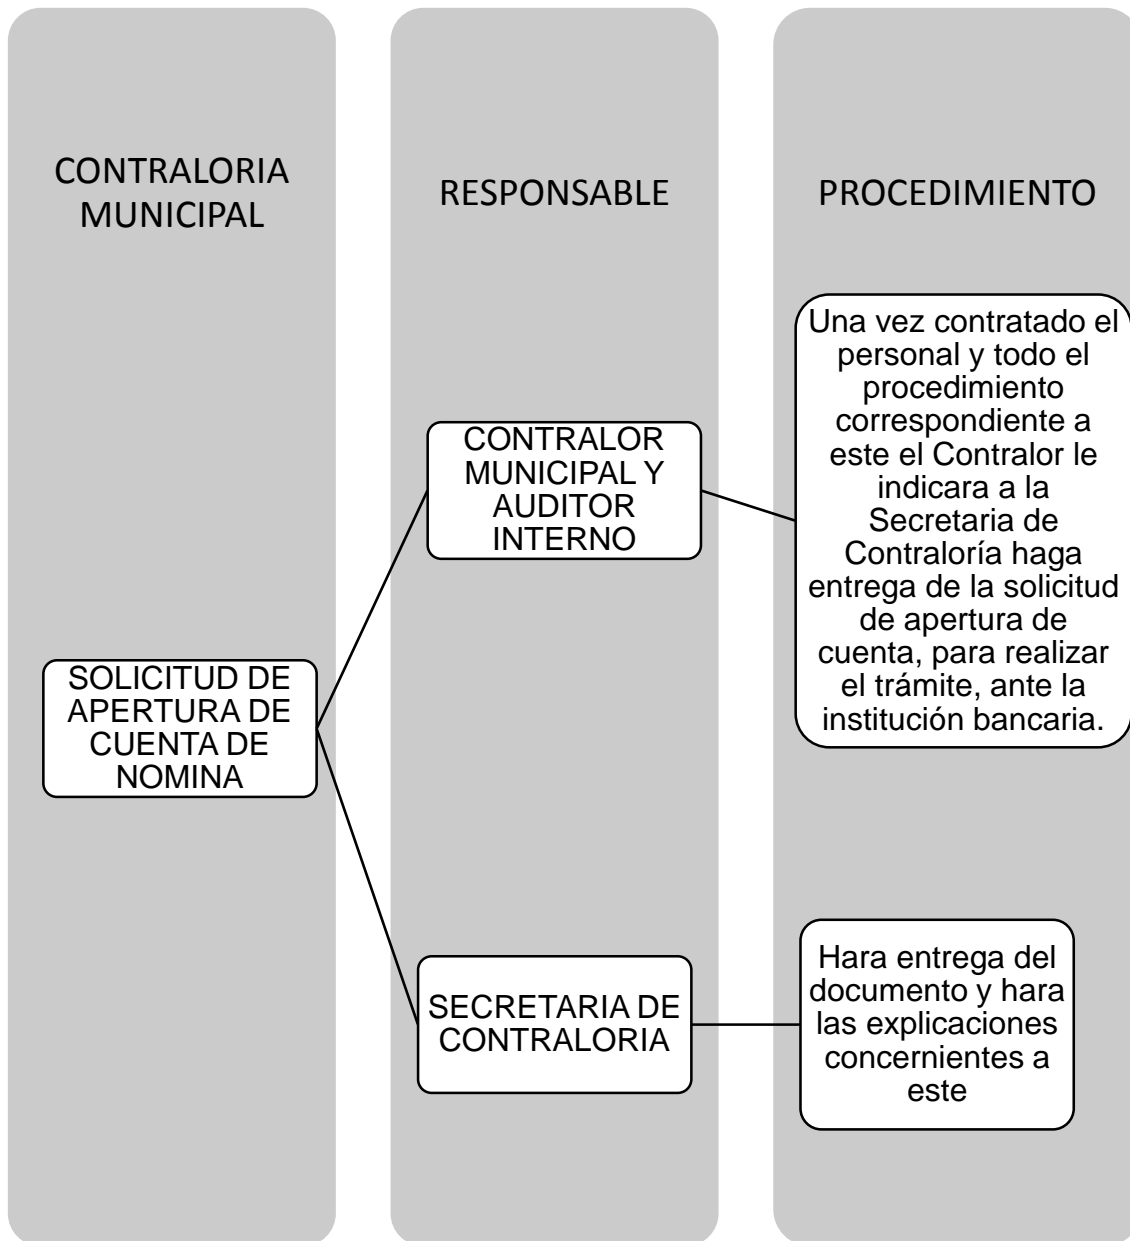 CONTRALORIA
MUNICIPAL
RESPONSABLE
PROCEDIMIENTO
SOLICITUD DE
APERTURA DE
CUENTA DE
NOMINA
CONTRALOR
MUNICIPAL Y
AUDITOR
INTERNO
Una vez contratado el
personal y todo el
procedimiento
correspondiente a
este el Contralor le
indicara a la
Secretaria de
Contraloría haga
entrega de la solicitud
de apertura de
cuenta, para realizar
el trámite, ante la
institución bancaria.
SECRETARIA DE
CONTRALORIA
Hara entrega del
documento y hara
las explicaciones
concernientes a
este